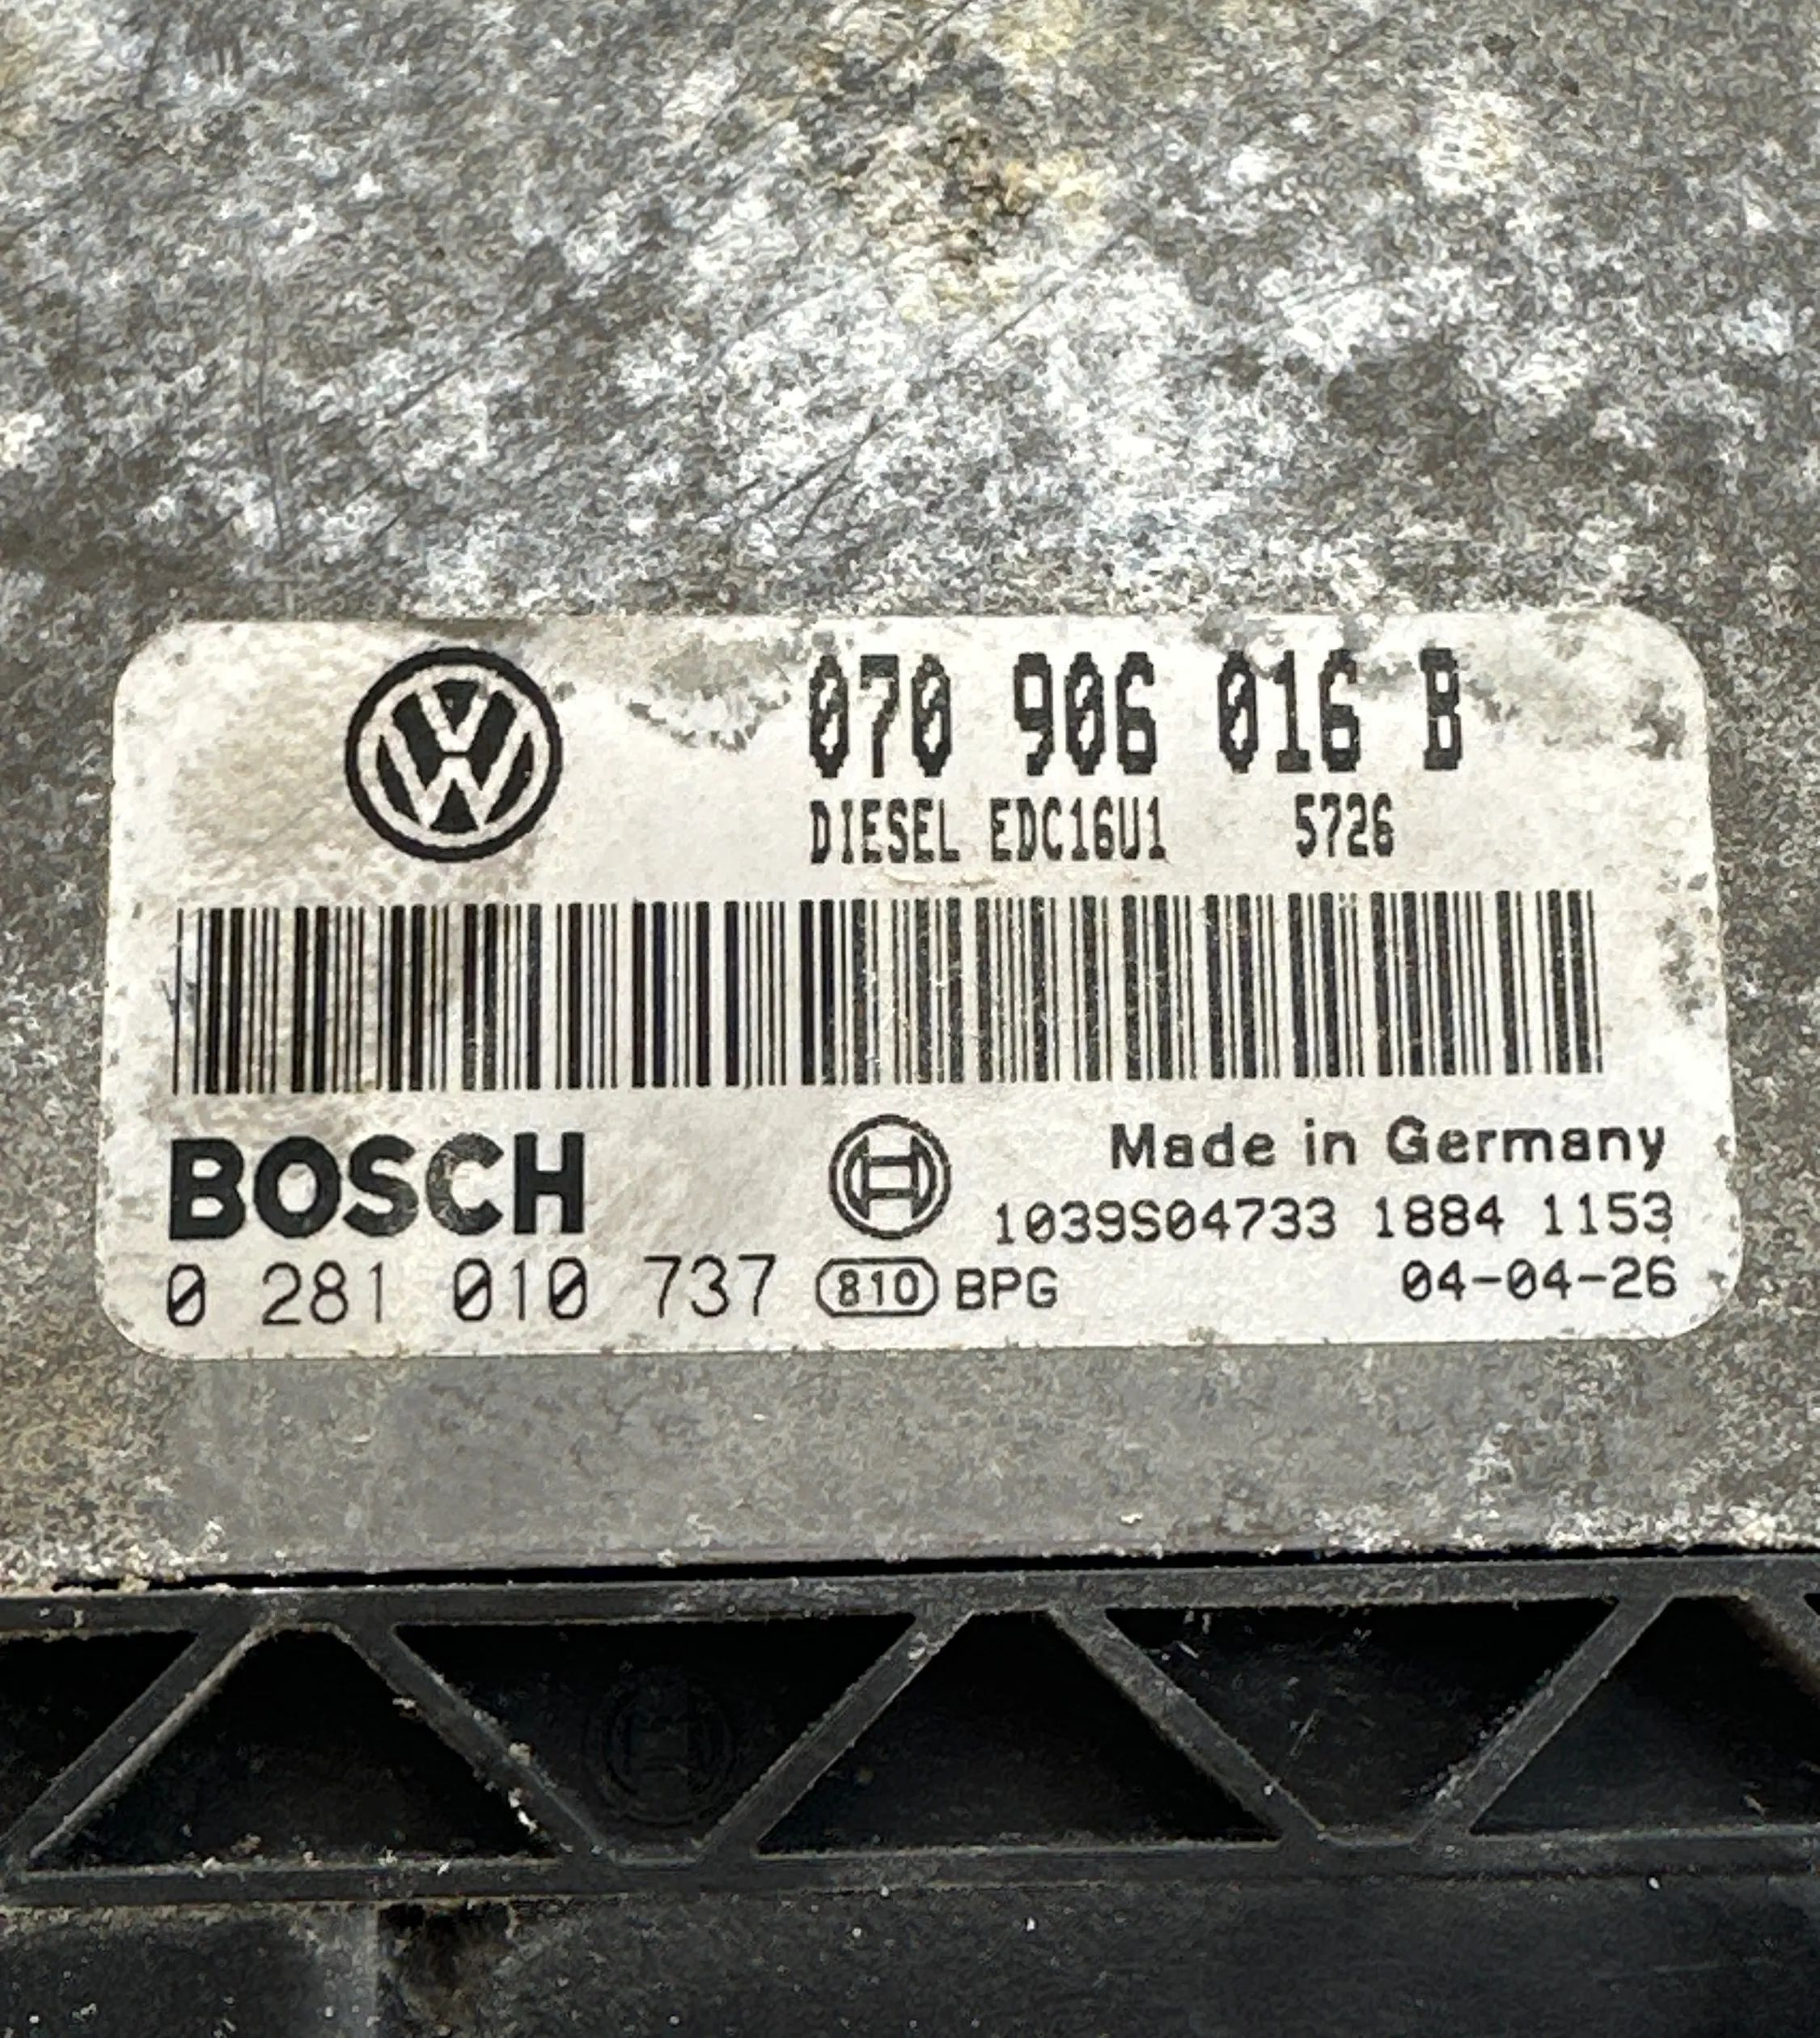 070 906 016 B
DIESEL EDC16U1 5726
BOSCH
Made in Germany
1039S04733 1884 1153
0 281 010 737 810 BPG 04-04-26